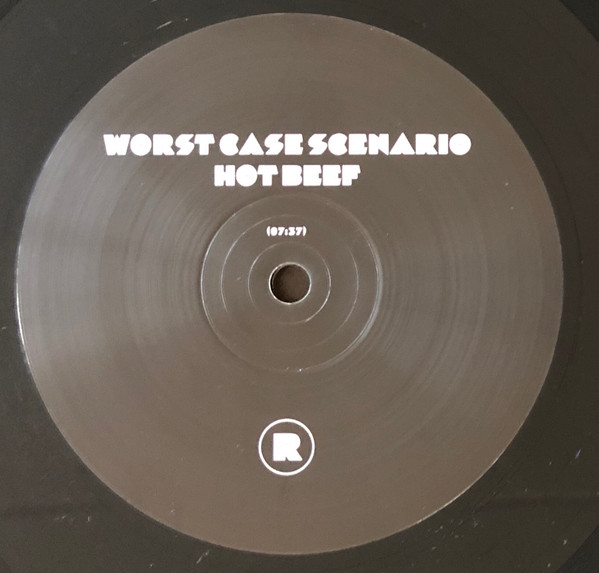 WORST CASE SCENARIO
HOT BEEF
(07:37)
R